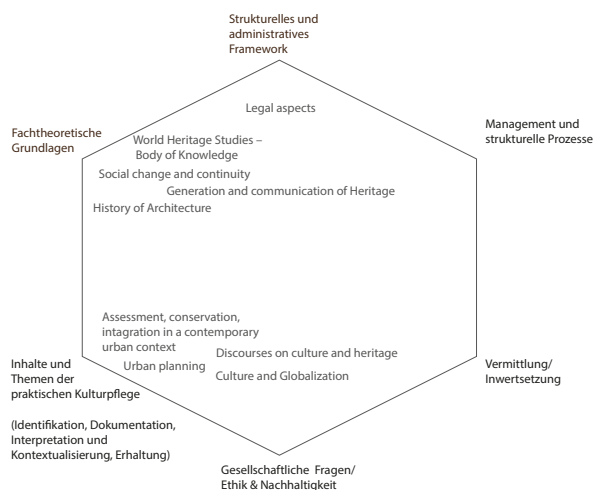 Strukturelles und
administratives
Framework
Legal aspects
Fachtheoretische
Grundlagen
Management und
strukturelle Prozesse
World Heritage Studies –
Body of Knowledge
Social change and continuity
Generation and communication of Heritage
History of Architecture
Assessment, conservation,
intagration in a contemporary
urban context
Discourses on culture and heritage
Urban planning
Culture and Globalization
Inhalte und
Themen der
praktischen Kulturpflege
(Identifikation, Dokumentation,
Interpretation und
Kontextualisierung, Erhaltung)
Vermittlung/
Inwertsetzung
Gesellschaftliche Fragen/
Ethik & Nachhaltigkeit